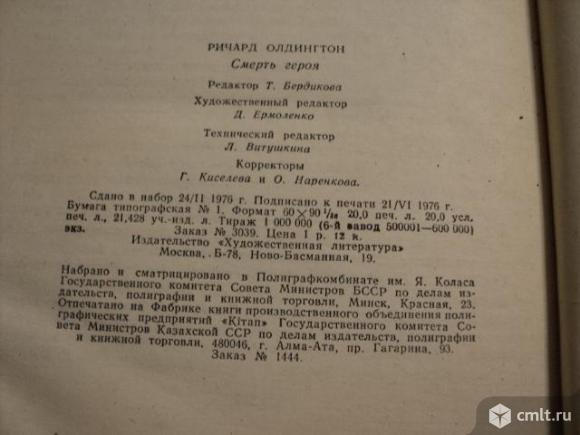 РИЧАРД ОЛДИНГТОН
Смерть героя
Редактор Т. Бердикова
Художественный редактор
Д. Ермоленко
Технический редактор
Л. Витушкина
Корректоры
Г. Киселева и О. Наренкова.
Сдано в набор 24/II 1976 г. Подписано к печати 21/VI 1976 г.
Бумага типографская № 1. Формат 60×90 1/16 20,0 печ. л. 20,0 усл.
печ. л., 21,428 уч.-изд. л. Тираж 1 000 000 (6-й завод 500001—600 000)
экз.
Заказ № 3039. Цена 1 р. 12 к.
Издательство «Художественная литература»
Москва, Б-78, Ново-Басманная, 19.
Набрано и сматрицировано в Полиграфкомбинате им. Я. Коласа
Государственного комитета Совета Министров БССР по делам из-
дательств, полиграфии и книжной торговли, Минск, Красная, 23.
Отпечатано на Фабрике книги производственного объединения поли-
графических предприятий «Кітап» Государственного комитета Со-
вета Министров Казахской ССР по делам издательств, полиграфии
и книжной торговли, 480046, г. Алма-Ата, пр. Гагарина, 93.
Заказ № 1444.
cmlt.ru